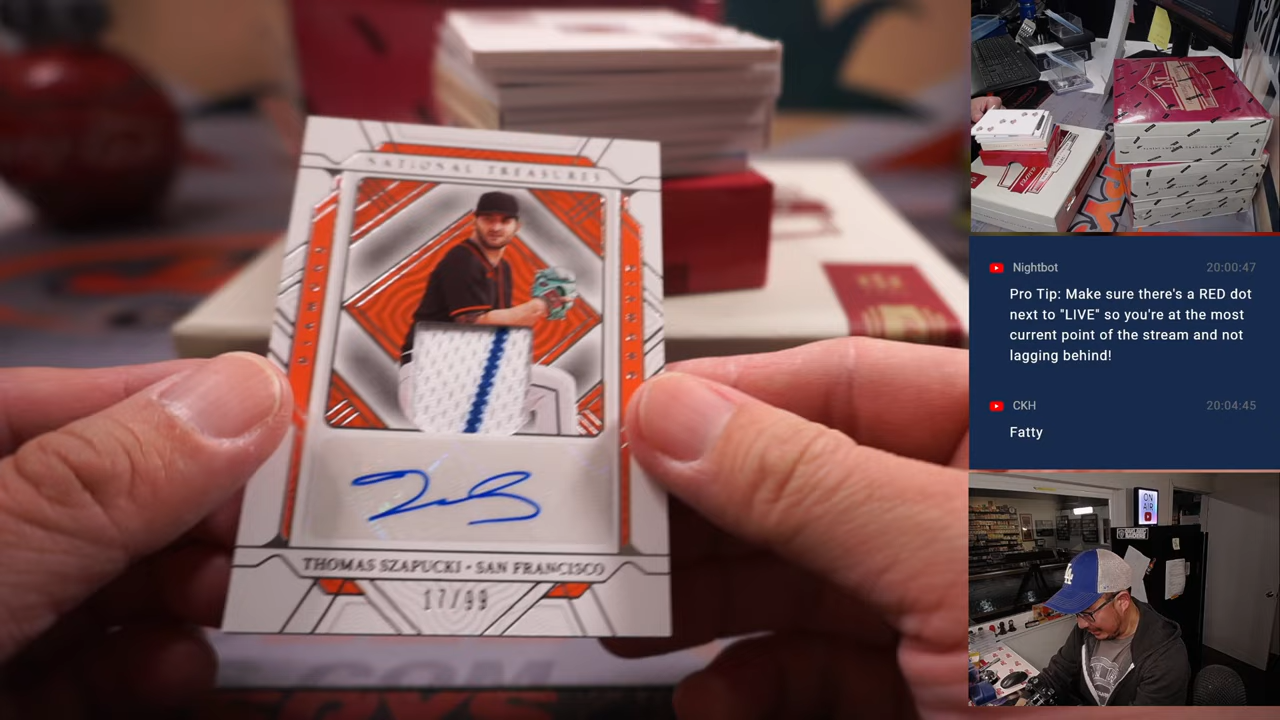 NATIONAL TREASURES
THOMAS SZAPUCKI • SAN FRANCISCO
17/99
Nightbot 20:00:47
Pro Tip: Make sure there's a RED dot
next to "LIVE" so you're at the most
current point of the stream and not
lagging behind!
CKH 20:04:45
Fatty
ON
AIR
LA